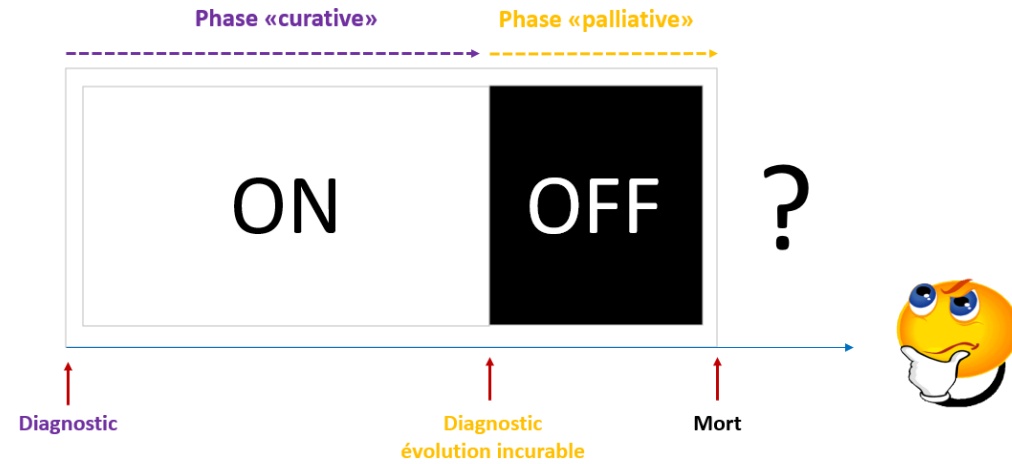 Phase «curative»
Phase «palliative»
ON
OFF
?
Diagnostic
Diagnostic
évolution incurable
Mort